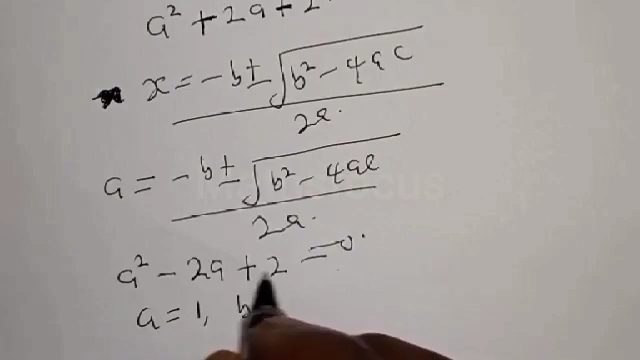 a² + 2a + 2
x = -b ± √(b² - 4ac)
2a.
a = -b ± √(b² - 4ac)
2a.
a² - 2a + 2 = 0.
a = 1, b